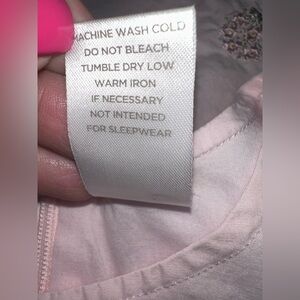 MACHINE WASH COLD
DO NOT BLEACH
TUMBLE DRY LOW
WARM IRON
IF NECESSARY
NOT INTENDED
FOR SLEEPWEAR